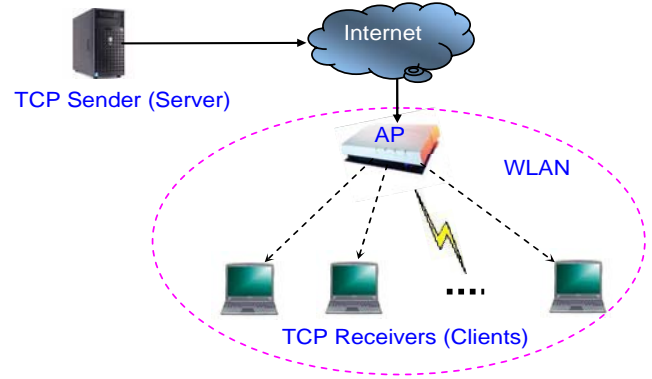 Internet
TCP Sender (Server)
AP
WLAN
TCP Receivers (Clients)